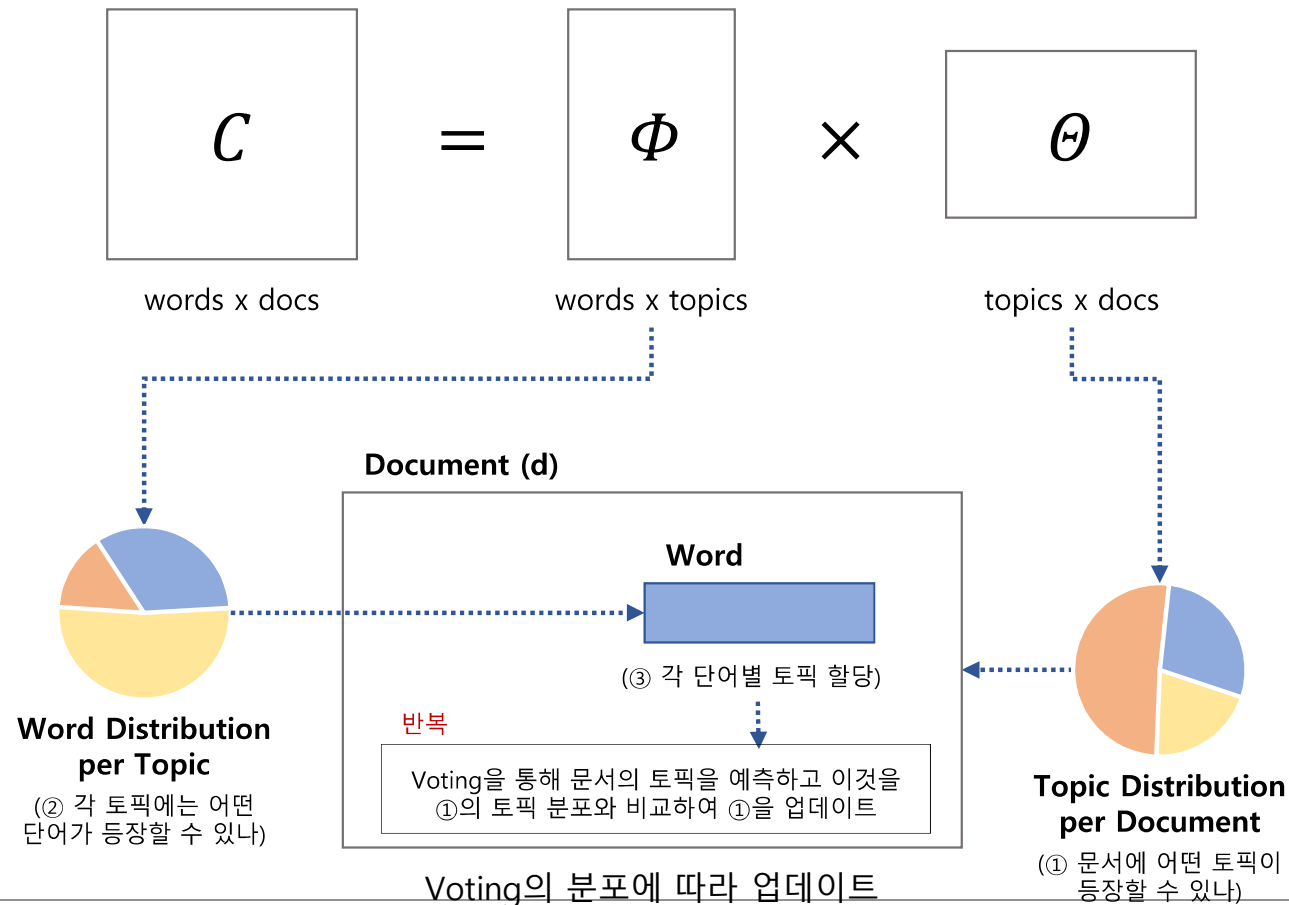 C = Φ × Θ
words x docs
words x topics
topics x docs
Document (d)
Word
(③ 각 단어별 토픽 할당)
반복
Voting을 통해 문서의 토픽을 예측하고 이것을
①의 토픽 분포와 비교하여 ①을 업데이트
Word Distribution
per Topic
(② 각 토픽에는 어떤
단어가 등장할 수 있나)
Topic Distribution
per Document
(① 문서에 어떤 토픽이
등장할 수 있나)
Voting의 분포에 따라 업데이트